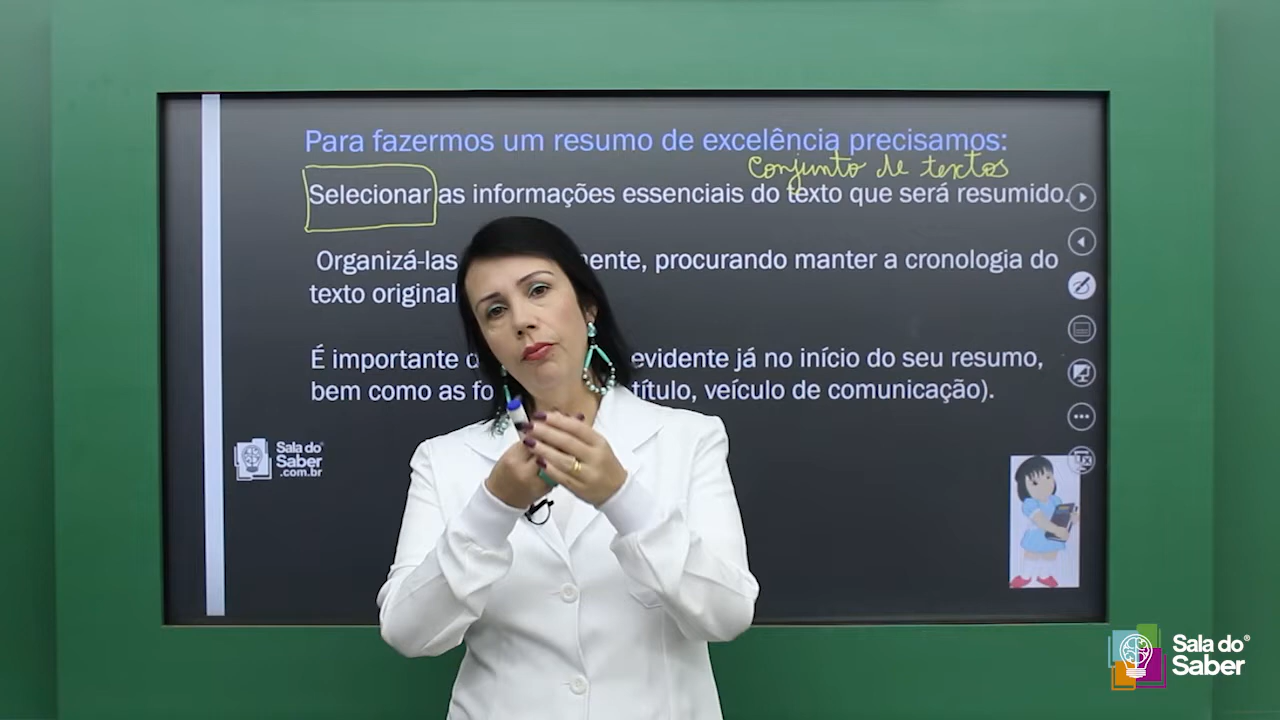 Para fazermos um resumo de excelência precisamos:
Conjunto de textos
Selecionar as informações essenciais do texto que será resumido.
Organizá-las mente, procurando manter a cronologia do
texto original
É importante evidente já no início do seu resumo,
bem como as título, veículo de comunicação).
Sala do
Saber
.com.br
Sala do®
Saber